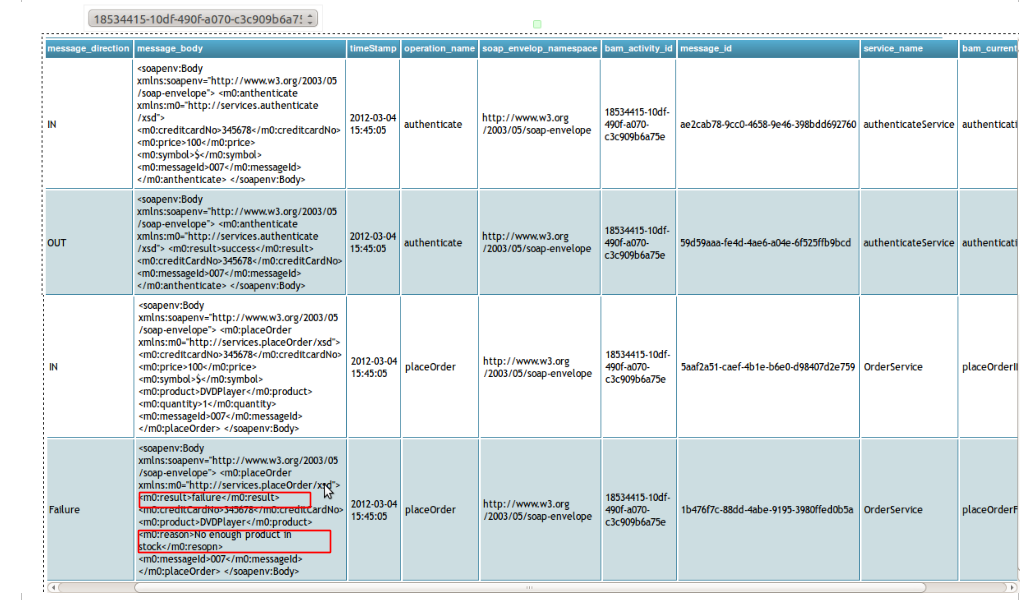 18534415-10df-490f-a070-c3c909b6a7!
message_direction message_body timeStamp operation_name soap_envelop_namespace bam_activity_id message_id service_name bam_current
<soapenv:Body
xmlns:soapenv="http://www.w3.org/2003/05
/soap-envelope"> <m0:anthenticate
xmlns:m0="http://services.authenticate
/xsd">
<m0:creditcardNo>345678</m0:creditcardNo>
<m0:price>100</m0:price>
<m0:symbol>$</m0:symbol>
<m0:messageId>007</m0:messageId>
</m0:anthenticate> </soapenv:Body>
IN
2012-03-04
15:45:05
authenticate
http://www.w3.org
/2003/05/soap-envelope
18534415-10df-
490f-a070-
c3c909b6a75e
ae2cab78-9cc0-4658-9e46-398bdd692760
authenticateService
authenticati
<soapenv:Body
xmlns:soapenv="http://www.w3.org/2003/05
/soap-envelope"> <m0:anthenticate
xmlns:m0="http://services.authenticate
/xsd"> <m0:result>success</m0:result>
<m0:creditCardNo>345678</m0:creditCardNo>
<m0:messageId>007</m0:messageId>
</m0:anthenticate> </soapenv:Body>
OUT
2012-03-04
15:45:05
authenticate
http://www.w3.org
/2003/05/soap-envelope
18534415-10df-
490f-a070-
c3c909b6a75e
59d59aaa-fe4d-4ae6-a04e-6f525ffb9bcd
authenticateService
authenticati
<soapenv:Body
xmlns:soapenv="http://www.w3.org/2003/05
/soap-envelope"> <m0:placeOrder
xmlns:m0="http://services.placeOrder/xsd">
<m0:creditcardNo>345678</m0:creditcardNo>
<m0:price>100</m0:price>
<m0:symbol>$</m0:symbol>
<m0:product>DVDPlayer</m0:product>
<m0:quantity>1</m0:quantity>
<m0:messageId>007</m0:messageId>
</m0:placeOrder> </soapenv:Body>
IN
2012-03-04
15:45:05
placeOrder
http://www.w3.org
/2003/05/soap-envelope
18534415-10df-
490f-a070-
c3c909b6a75e
5aaf2a51-caef-4b1e-b6e0-d98407d2e759
OrderService
placeOrderI
<soapenv:Body
xmlns:soapenv="http://www.w3.org/2003/05
/soap-envelope"> <m0:placeOrder
xmlns:m0="http://services.placeOrder/xsd">
<m0:result>failure</m0:result>
<m0:creditCardNo>345678</m0:creditCardNo>
<m0:product>DVDPlayer</m0:product>
<m0:reason>No enough product in
stock</m0:resopn>
<m0:messageId>007</m0:messageId>
</m0:placeOrder> </soapenv:Body>
Failure
2012-03-04
15:45:05
placeOrder
http://www.w3.org
/2003/05/soap-envelope
18534415-10df-
490f-a070-
c3c909b6a75e
1b476f7c-88dd-4abe-9195-3980ffed0b5a
OrderService
placeOrderF